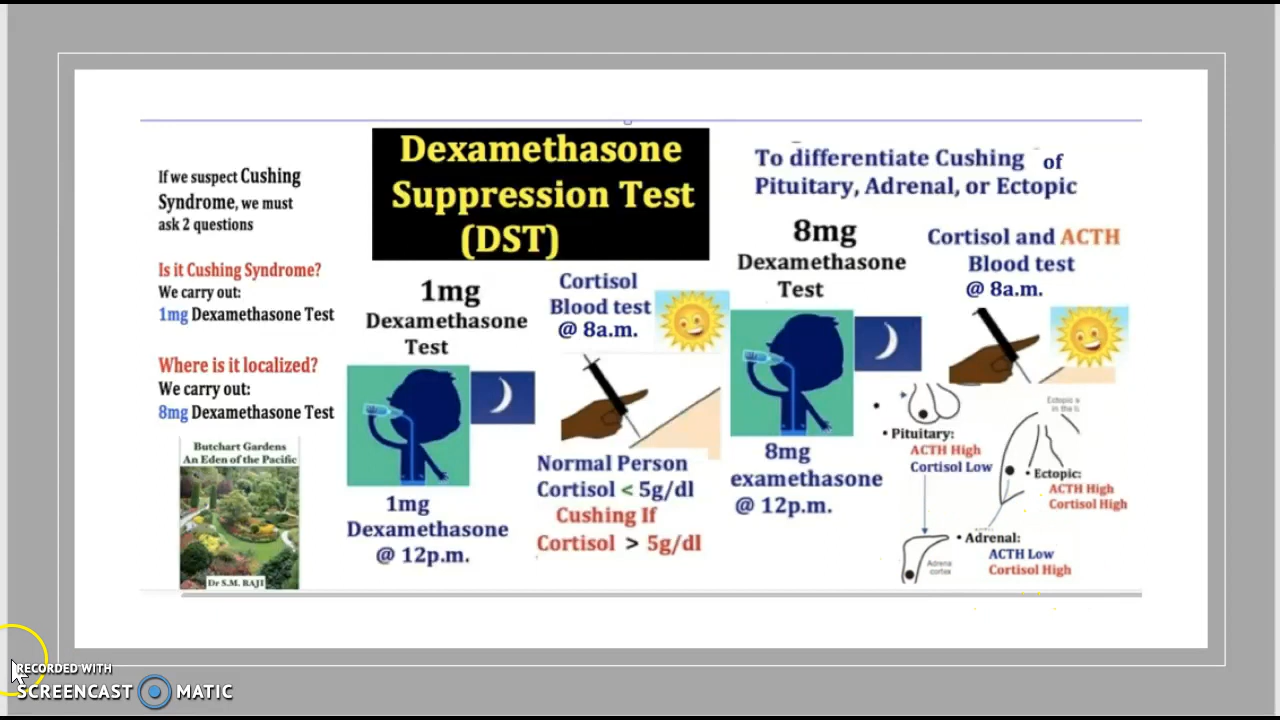 If we suspect Cushing
Syndrome, we must
ask 2 questions
Is it Cushing Syndrome?
We carry out:
1mg Dexamethasone Test
Where is it localized?
We carry out:
8mg Dexamethasone Test
Butchart Gardens
An Eden of the Pacific
Dr S.M. RAJI
Dexamethasone
Suppression Test
(DST)
1mg
Dexamethasone
Test
1mg
Dexamethasone
@ 12p.m.
Cortisol
Blood test
@ 8a.m.
Normal Person
Cortisol < 5g/dl
Cushing If
Cortisol > 5g/dl
To differentiate Cushing of
Pituitary, Adrenal, or Ectopic
8mg
Dexamethasone
Test
8mg
examethasone
@ 12p.m.
Cortisol and ACTH
Blood test
@ 8a.m.
• Pituitary:
ACTH High
Cortisol Low
Ectopic
in the
• Ectopic:
ACTH High
Cortisol High
• Adrenal:
ACTH Low
Cortisol High
Adrena
cortex
RECORDED WITH
SCREENCAST MATIC